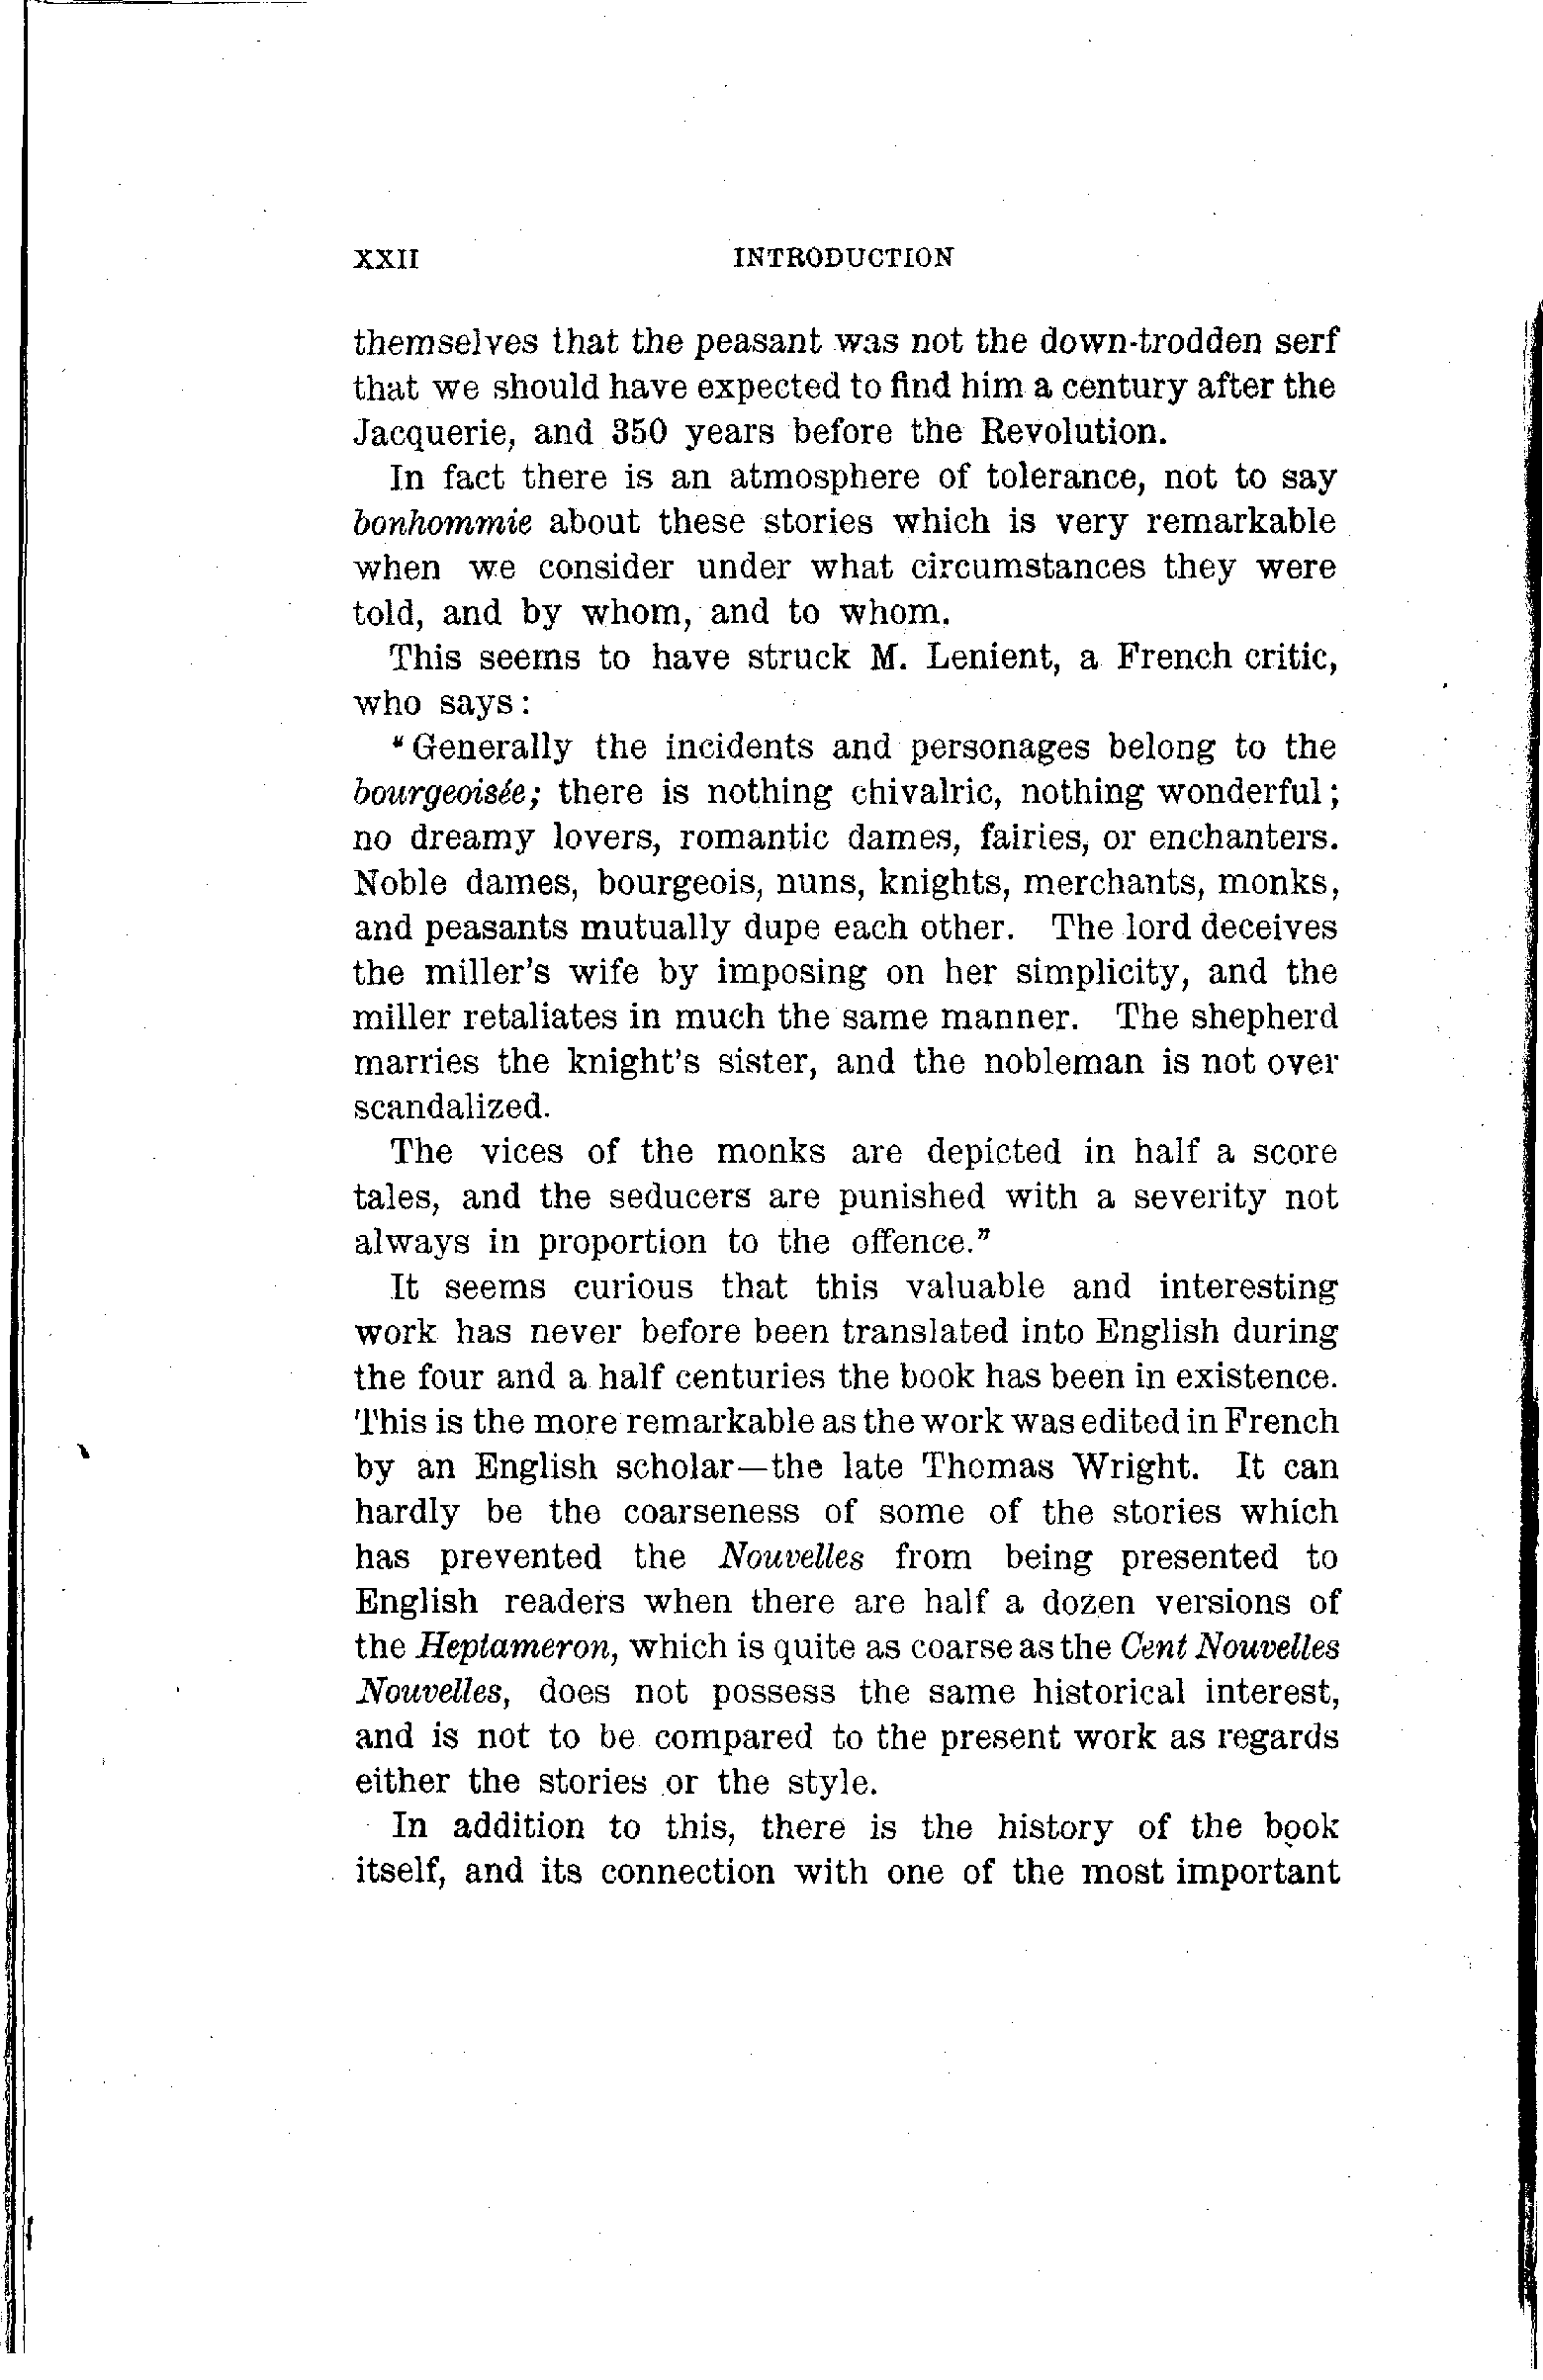 XXII INTRODUCTION
themselves that the peasant was not the down-trodden serf
that we should have expected to find him a century after the
Jacquerie, and 350 years before the Revolution.
In fact there is an atmosphere of tolerance, not to say
bonhommie about these stories which is very remarkable
when we consider under what circumstances they were
told, and by whom, and to whom.
This seems to have struck M. Lenient, a French critic,
who says:
"Generally the incidents and personages belong to the
bourgeoisée; there is nothing chivalric, nothing wonderful;
no dreamy lovers, romantic dames, fairies, or enchanters.
Noble dames, bourgeois, nuns, knights, merchants, monks,
and peasants mutually dupe each other. The lord deceives
the miller's wife by imposing on her simplicity, and the
miller retaliates in much the same manner. The shepherd
marries the knight's sister, and the nobleman is not over
scandalized.
The vices of the monks are depicted in half a score
tales, and the seducers are punished with a severity not
always in proportion to the offence."
It seems curious that this valuable and interesting
work has never before been translated into English during
the four and a half centuries the book has been in existence.
This is the more remarkable as the work was edited in French
by an English scholar—the late Thomas Wright. It can
hardly be the coarseness of some of the stories which
has prevented the Nouvelles from being presented to
English readers when there are half a dozen versions of
the Heptameron, which is quite as coarse as the Cent Nouvelles
Nouvelles, does not possess the same historical interest,
and is not to be compared to the present work as regards
either the stories or the style.
In addition to this, there is the history of the book
itself, and its connection with one of the most important